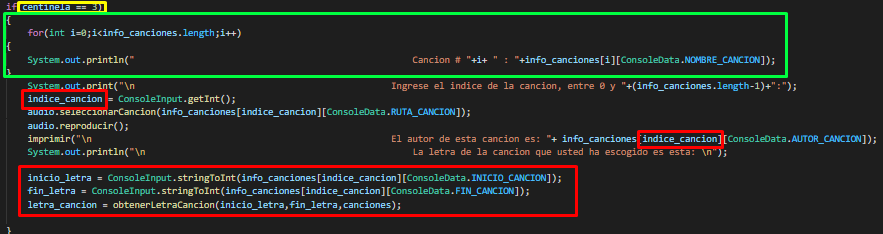 if centinela == 3)
{
for(int i=0;i<info_canciones.length;i++)
{
System.out.println(" Cancion # "+i+ " : "+info_canciones[i][ConsoleData.NOMBRE_CANCION]);
}
System.out.print("\n Ingrese el indice de la cancion, entre 0 y "+(info_canciones.length-1)+":");
indice_cancion = ConsoleInput.getInt();
audio.seleccionarCancion(info_canciones[indice_cancion][ConsoleData.RUTA_CANCION]);
audio.reproducir();
imprimir("\n El autor de esta cancion es: "+ info_canciones[indice_cancion][ConsoleData.AUTOR_CANCION]);
System.out.println("\n La letra de la cancion que usted ha escogido es esta: \n");
inicio_letra = ConsoleInput.stringToInt(info_canciones[indice_cancion][ConsoleData.INICIO_CANCION]);
fin_letra = ConsoleInput.stringToInt(info_canciones[indice_cancion][ConsoleData.FIN_CANCION]);
letra_cancion = obtenerLetraCancion(inicio_letra,fin_letra,canciones);
}